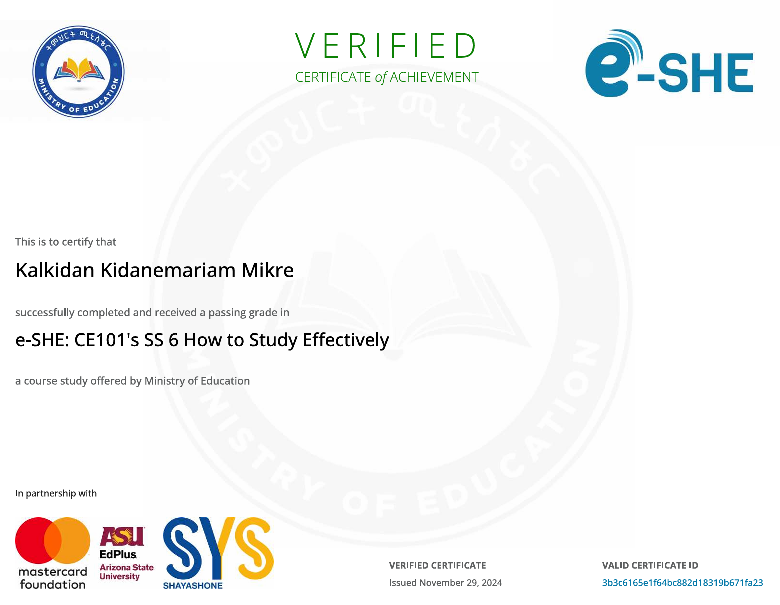 ትምህርት ሚኒስቴር
MINISTRY OF EDUCATION
VERIFIED
CERTIFICATE of ACHIEVEMENT
e-SHE
This is to certify that
Kalkidan Kidanemariam Mikre
successfully completed and received a passing grade in
e-SHE: CE101's SS 6 How to Study Effectively
a course study offered by Ministry of Education
ትምህርት ሚኒስቴር
MINISTRY OF EDUCATION
In partnership with
mastercard
foundation
ASU
EdPlus
Arizona State
University
SYS
SHAYASHONE
VERIFIED CERTIFICATE
Issued November 29, 2024
VALID CERTIFICATE ID
3b3c6165e1f64bc882d18319b671fa23